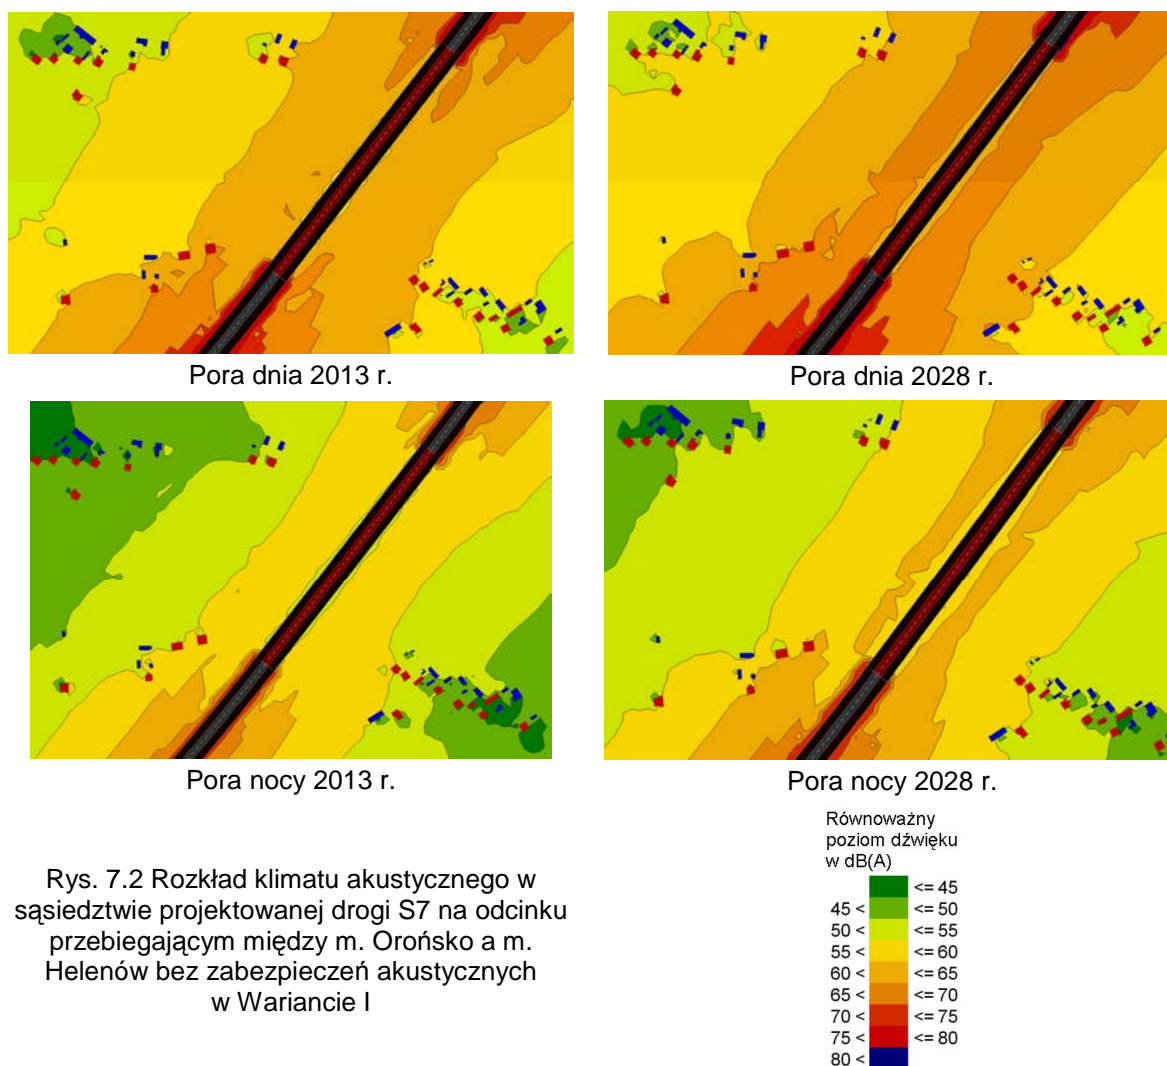 Pora dnia 2013 r.
Pora dnia 2028 r.
Pora nocy 2013 r.
Pora nocy 2028 r.
Rys. 7.2 Rozkład klimatu akustycznego w
sąsiedztwie projektowanej drogi S7 na odcinku
przebiegającym między m. Orońsko a m.
Helenów bez zabezpieczeń akustycznych
w Wariancie I
Równoważny
poziom dźwięku
w dB(A)
<= 45
45 < <= 50
50 < <= 55
55 < <= 60
60 < <= 65
65 < <= 70
70 < <= 75
75 < <= 80
80 <